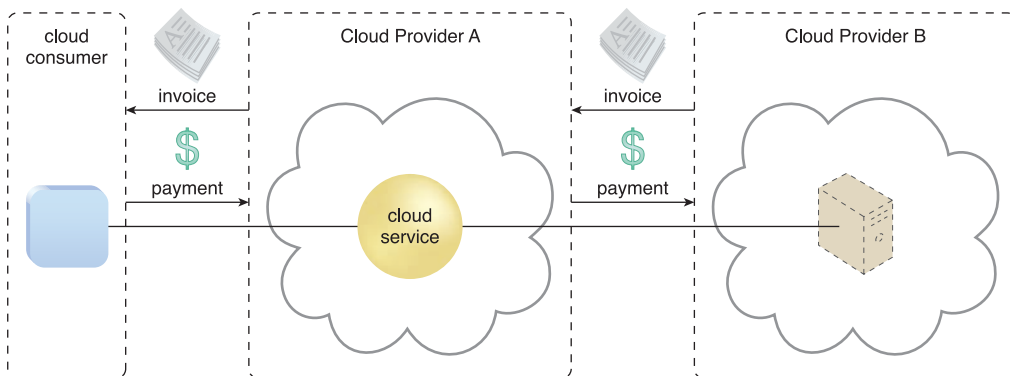 cloud
consumer
invoice
$
payment
Cloud Provider A
cloud
service
invoice
$
payment
Cloud Provider B